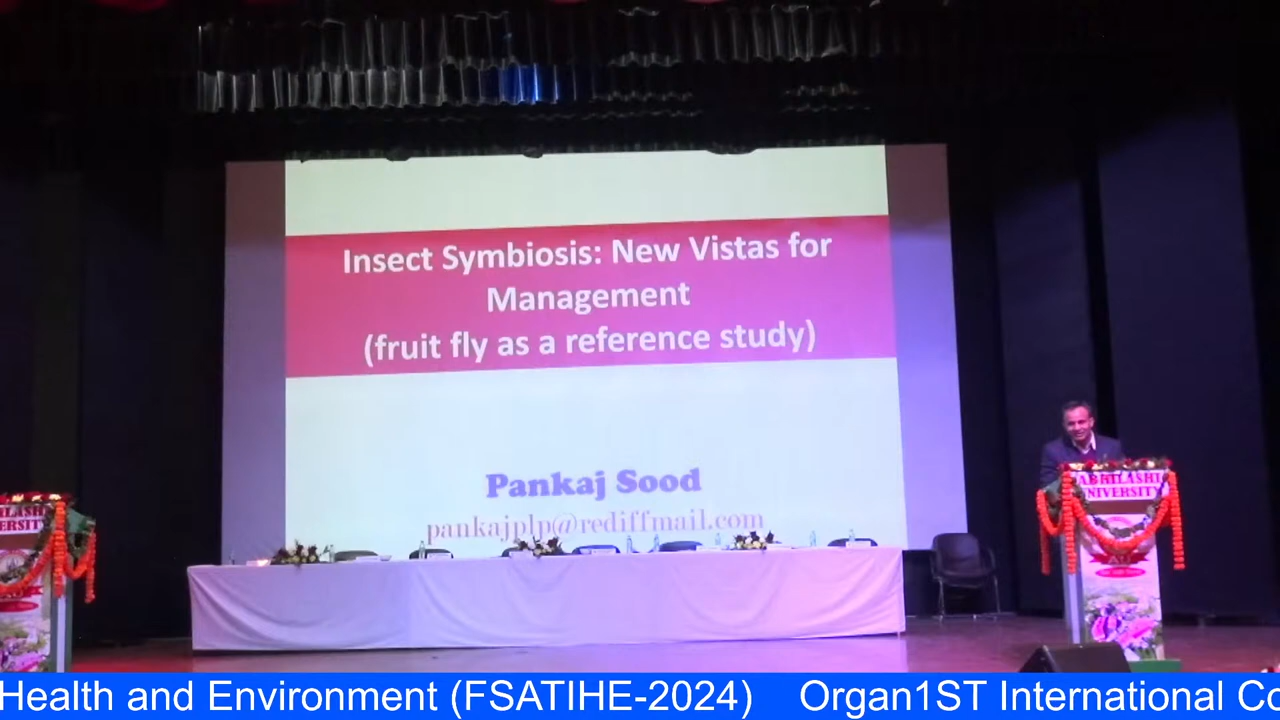 Insect Symbiosis: New Vistas for
Management
(fruit fly as a reference study)
Pankaj Sood
pankajplp@rediffmail.com
ABHILASHI
UNIVERSITY
Health and Environment (FSATIHE-2024) Organ1ST International Co